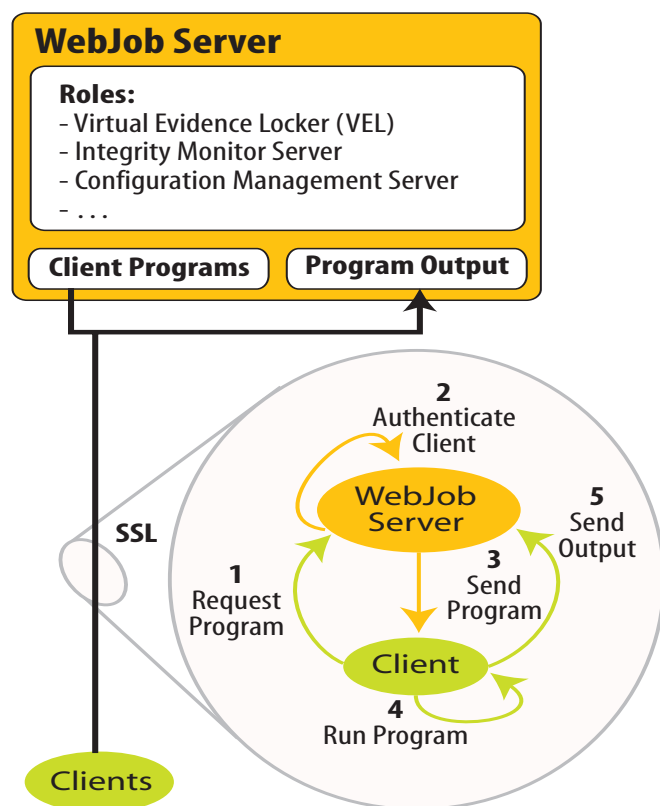 WebJob Server
Roles:
- Virtual Evidence Locker (VEL)
- Integrity Monitor Server
- Configuration Management Server
- . . .
Client Programs
Program Output
SSL
2
Authenticate
Client
WebJob
Server
1
Request
Program
3
Send
Program
5
Send
Output
Client
4
Run Program
Clients